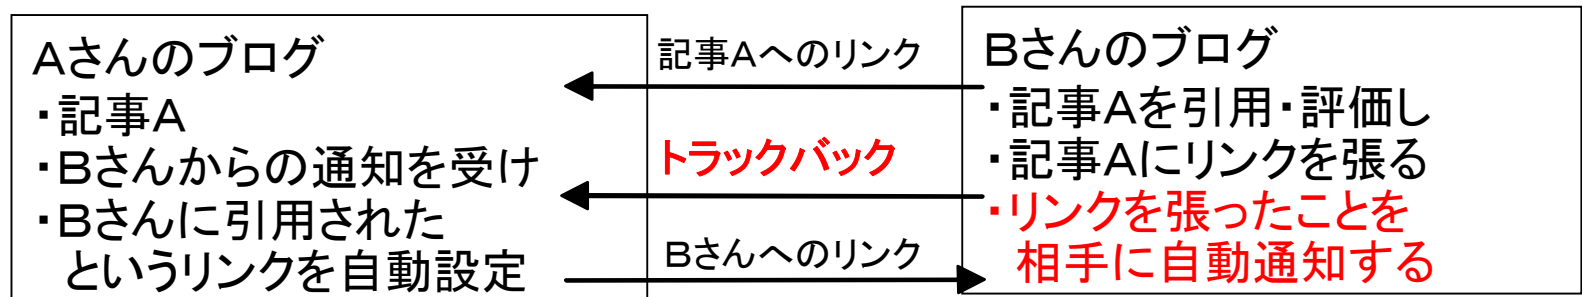 Aさんのブログ
・記事A
・Bさんからの通知を受け
・Bさんに引用された
というリンクを自動設定
記事Aへのリンク
トラックバック
Bさんへのリンク
Bさんのブログ
・記事Aを引用・評価し
・記事Aにリンクを張る
・リンクを張ったことを
相手に自動通知する